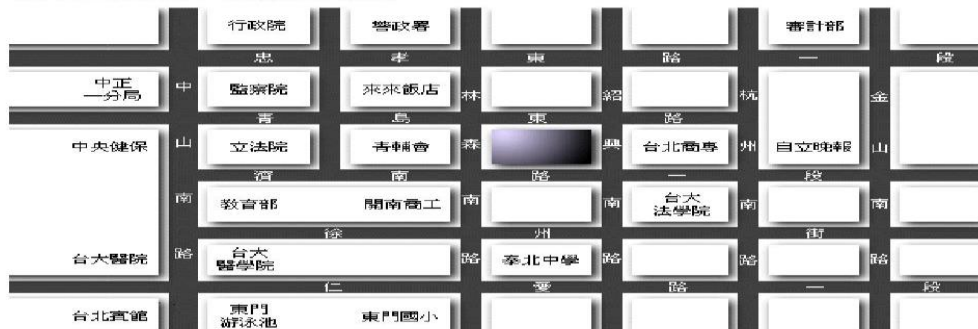 行政院 警政署 審計部
忠孝東路一段
中正
一分局
監察院 來來飯店
青島東路
中央健保 立法院 青輔會 台北商專 自立晚報
濟南路一段
教育部 開南商工 台大
法學院
徐州街
台大醫院 台大
醫學院
泰北中學
仁愛路一段
台北賓館 東門
游泳池
東門國小
中山南路
林森南路
紹興南路
杭州南路
金山南路